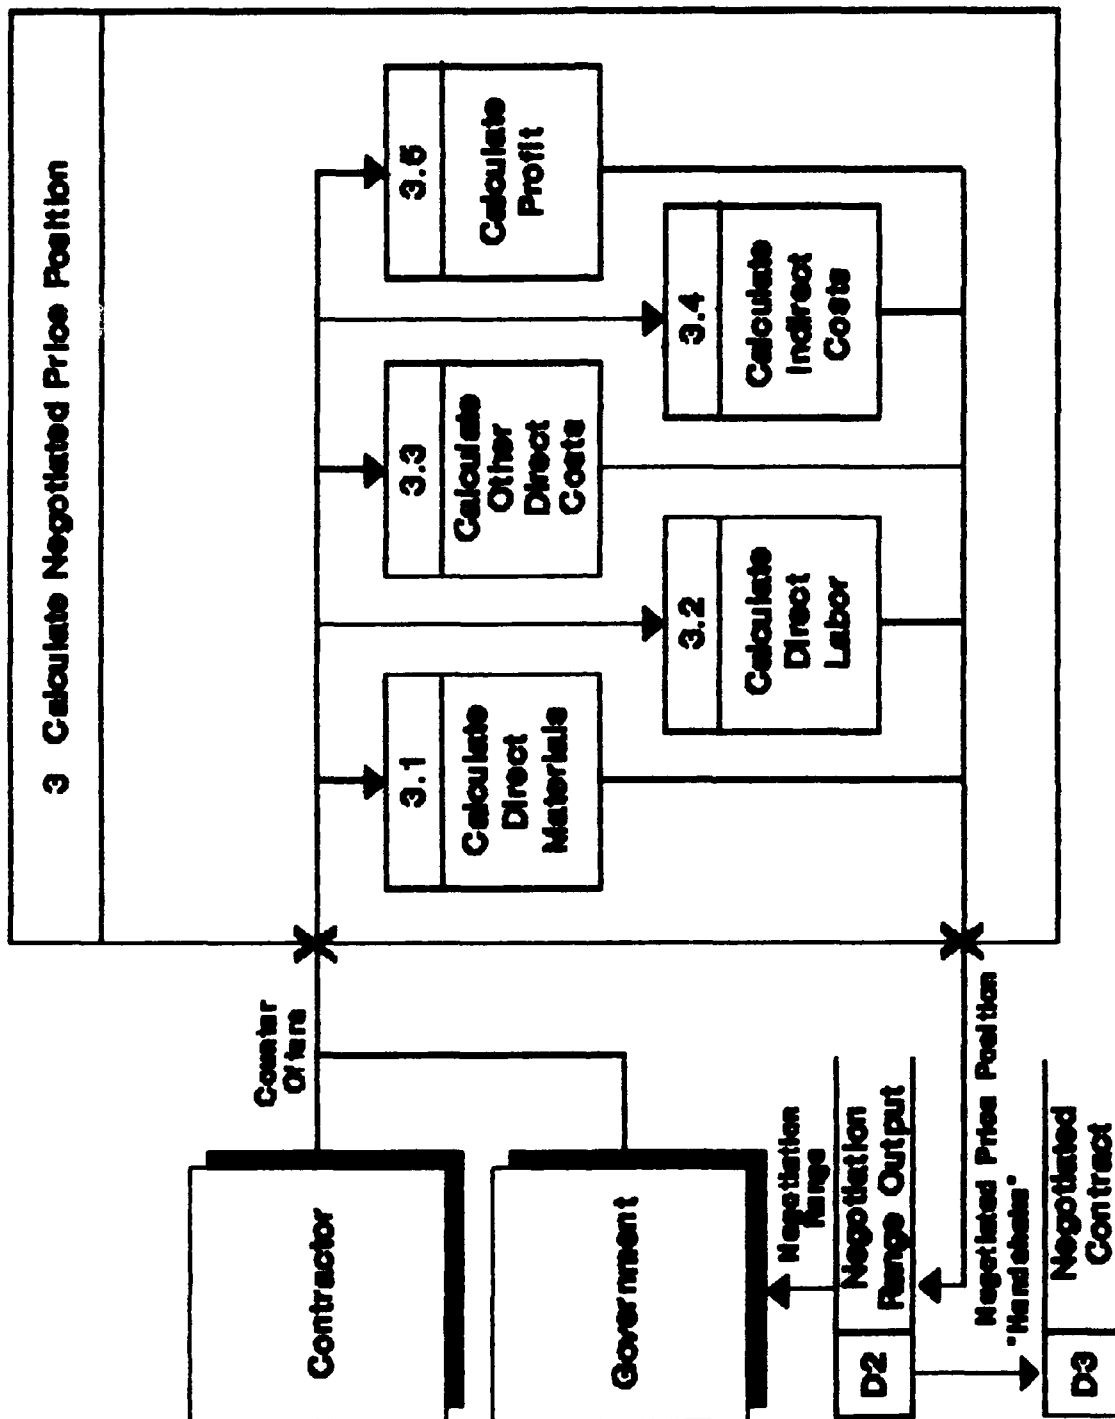 3 Calculate Negotiated Price Position
Contractor
Counter
Offers
Government
Negotiation
Range
D2
Negotiation
Range Output
Negotiated Price Position
"Handshake"
D3
Negotiated
Contract
3.1
Calculate
Direct
Materials
3.2
Calculate
Direct
Labor
3.3
Calculate
Other
Direct
Costs
3.4
Calculate
Indirect
Costs
3.5
Calculate
Profit